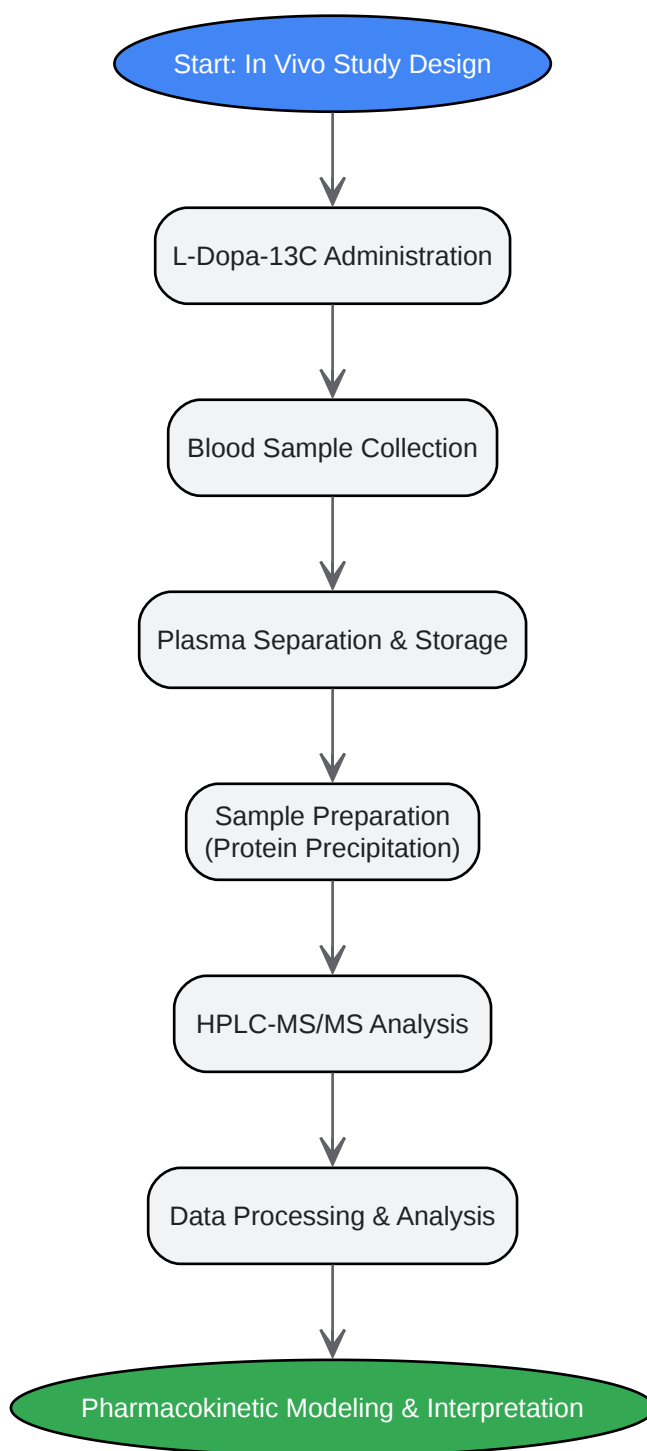 Start: In Vivo Study Design
L-Dopa-13C Administration
Blood Sample Collection
Plasma Separation & Storage
Sample Preparation
(Protein Precipitation)
HPLC-MS/MS Analysis
Data Processing & Analysis
Pharmacokinetic Modeling & Interpretation